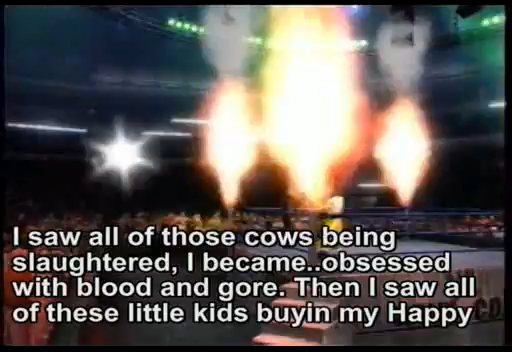 I saw all of those cows being
slaughtered, I became..obsessed
with blood and gore. Then I saw all
of these little kids buyin my Happy